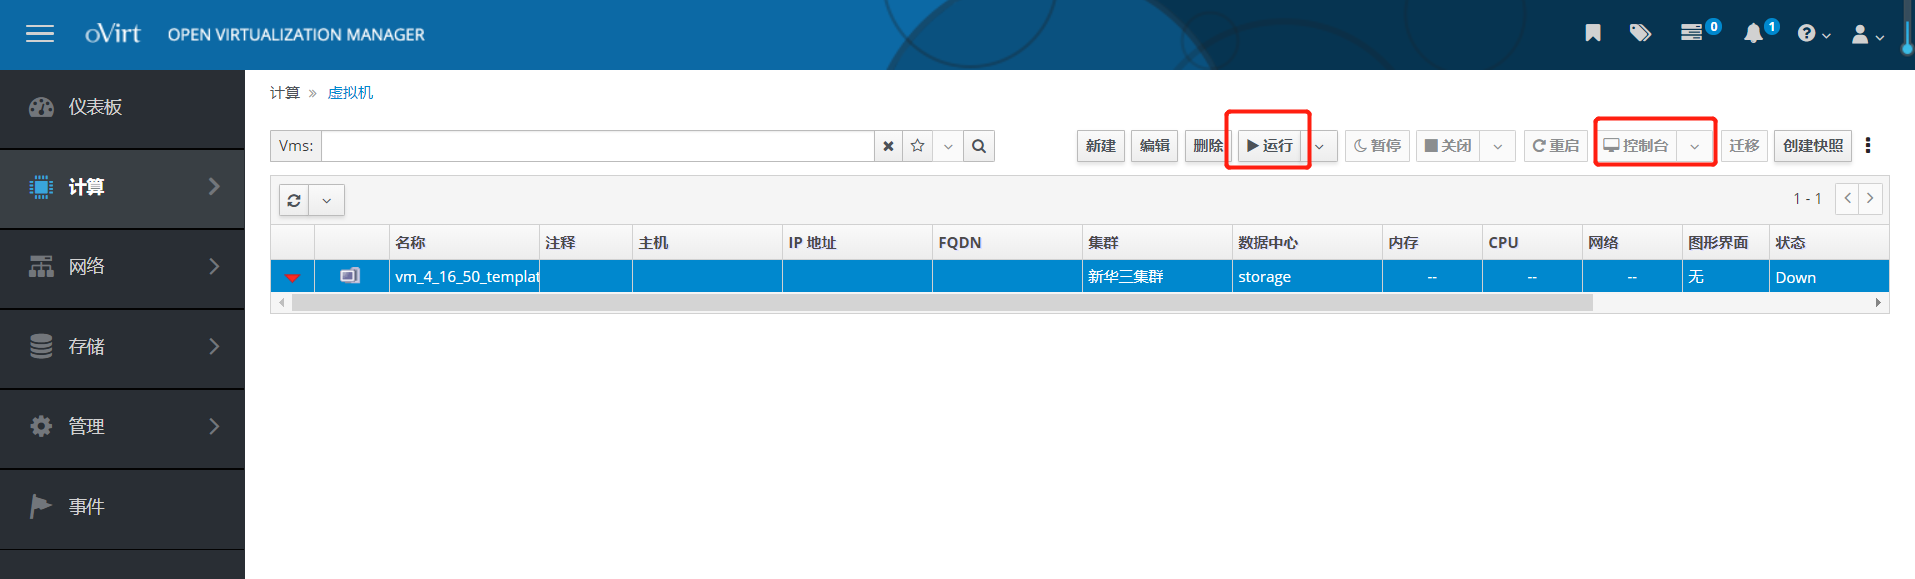 oVirt OPEN VIRTUALIZATION MANAGER 0 1
仪表板
计算
网络
存储
管理
事件
计算 » 虚拟机
Vms: 新建 编辑 删除 运行 暂停 关闭 重启 控制台 迁移 创建快照
1 - 1
名称 注释 主机 IP 地址 FQDN 集群 数据中心 内存 CPU 网络 图形界面 状态
vm_4_16_50_templat 新华三集群 storage -- -- -- 无 Down